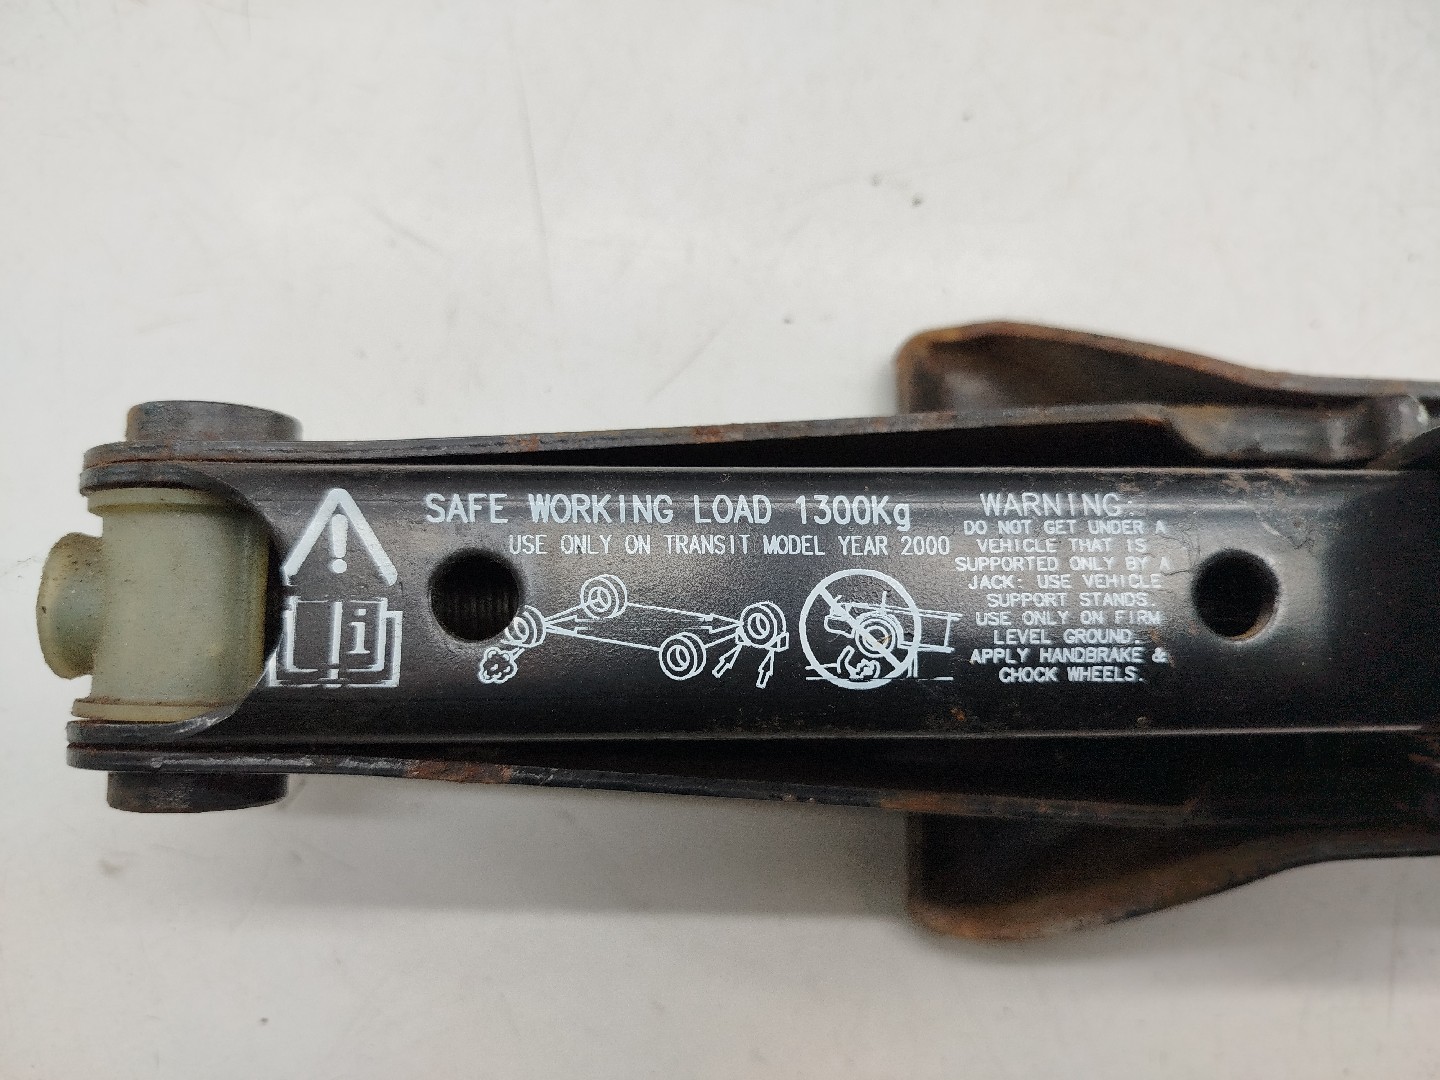 SAFE WORKING LOAD 1300Kg
USE ONLY ON TRANSIT MODEL YEAR 2000
i
WARNING:
DO NOT GET UNDER A
VEHICLE THAT IS
SUPPORTED ONLY BY A
JACK: USE VEHICLE
SUPPORT STANDS.
USE ONLY ON FIRM
LEVEL GROUND.
APPLY HANDBRAKE &
CHOCK WHEELS.